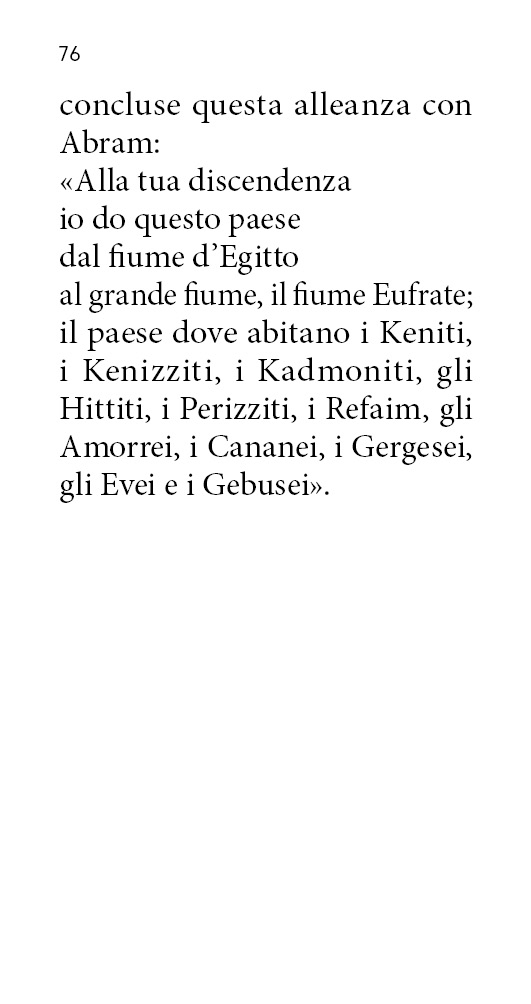 76
concluse questa alleanza con
Abram:
«Alla tua discendenza
io do questo paese
dal fiume d’Egitto
al grande fiume, il fiume Eufrate;
il paese dove abitano i Keniti,
i Kenizziti, i Kadmoniti, gli
Hittiti, i Perizziti, i Refaim, gli
Amorrei, i Cananei, i Gergesei,
gli Evei e i Gebusei».